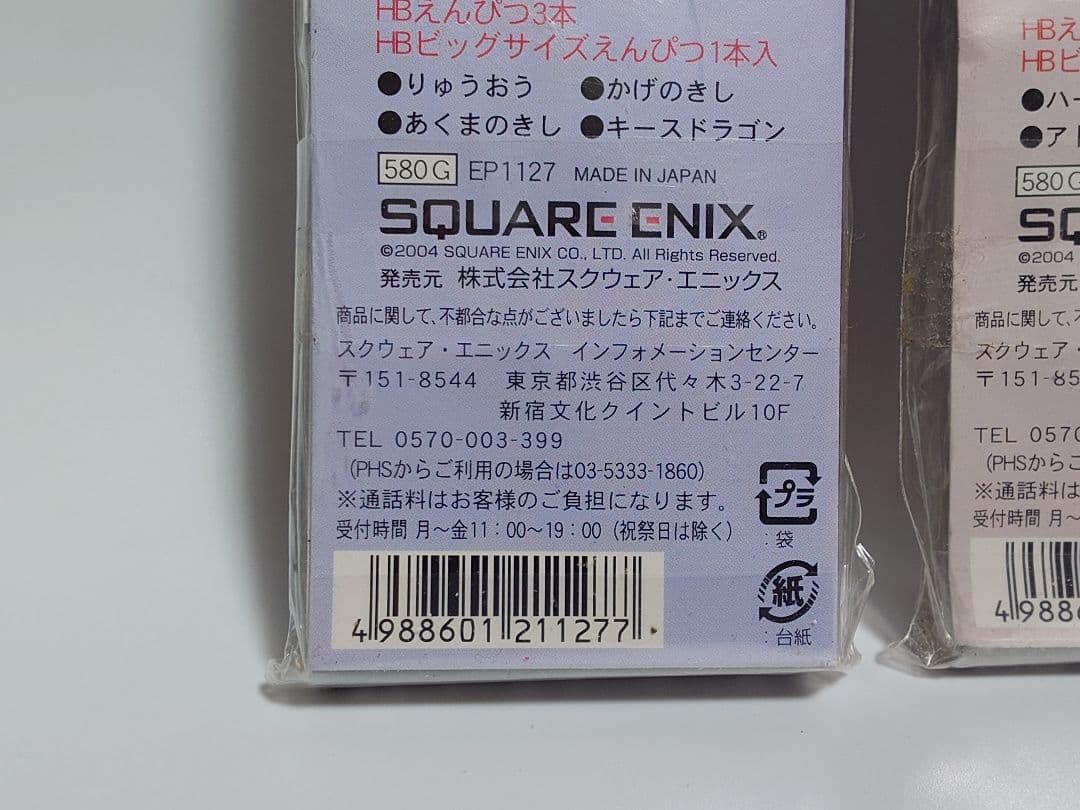 HBえんぴつ3本
HBビッグサイズえんぴつ1本入
●りゅうおう ●かげのきし
●あくまのきし ●キースドラゴン
580G EP1127 MADE IN JAPAN
SQUARE ENIX®
©2004 SQUARE ENIX CO., LTD. All Rights Reserved.
発売元 株式会社スクウェア・エニックス
商品に関して、不都合な点がございましたら下記までご連絡ください。
スクウェア・エニックス インフォメーションセンター
〒151-8544 東京都渋谷区代々木3-22-7
新宿文化クイントビル10F
TEL 0570-003-399
(PHSからご利用の場合は03-5333-1860)
※通話料はお客様のご負担になります。
受付時間 月～金11:00～19:00(祝祭日は除く)
プラ
:袋
紙
:台紙
4 988601 211277
HBえ
HBビ
●ハー
●ア
580G
SQ
©2004
発売元
商品に関して、
スクウェア・
〒151-85
TEL 0570
(PHSからご
※通話料は
受付時間 月～
4 9886